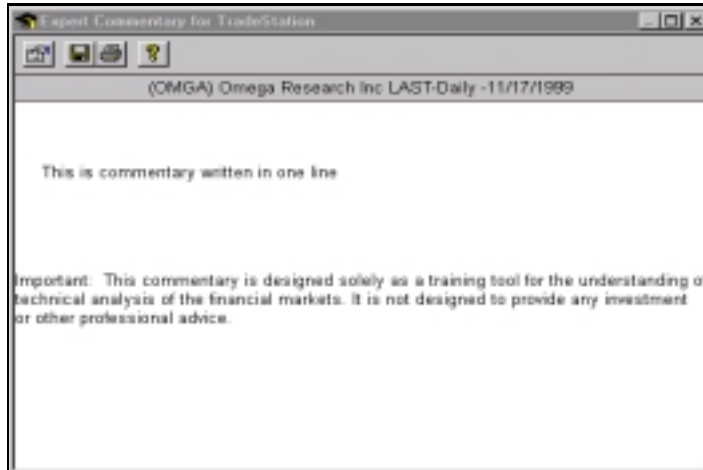 Expert Commentary for TradeStation
(OMGA) Omega Research Inc LAST-Daily -11/17/1999
This is commentary written in one line
Important: This commentary is designed solely as a training tool for the understanding of
technical analysis of the financial markets. It is not designed to provide any investment
or other professional advice.